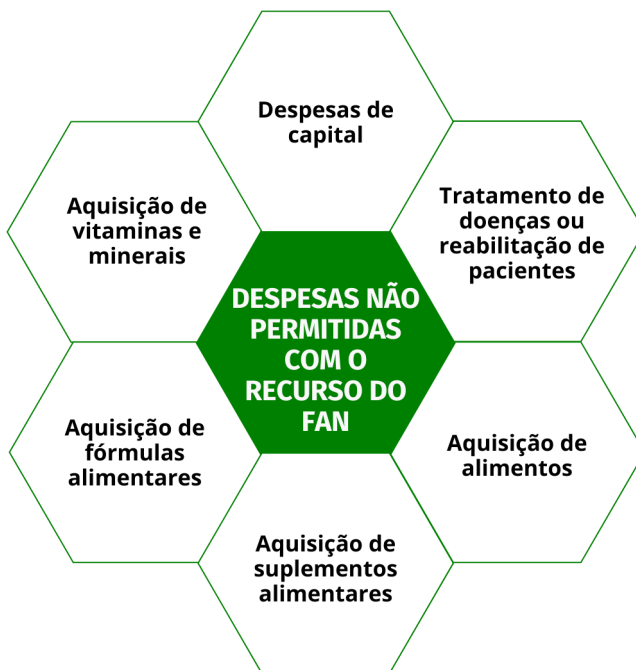 Despesas de
capital
Tratamento de
doenças ou
reabilitação de
pacientes
Aquisição de
vitaminas e
minerais
DESPESAS NÃO
PERMITIDAS
COM O
RECURSO DO
FAN
Aquisição de
alimentos
Aquisição de
fórmulas
alimentares
Aquisição de
suplementos
alimentares